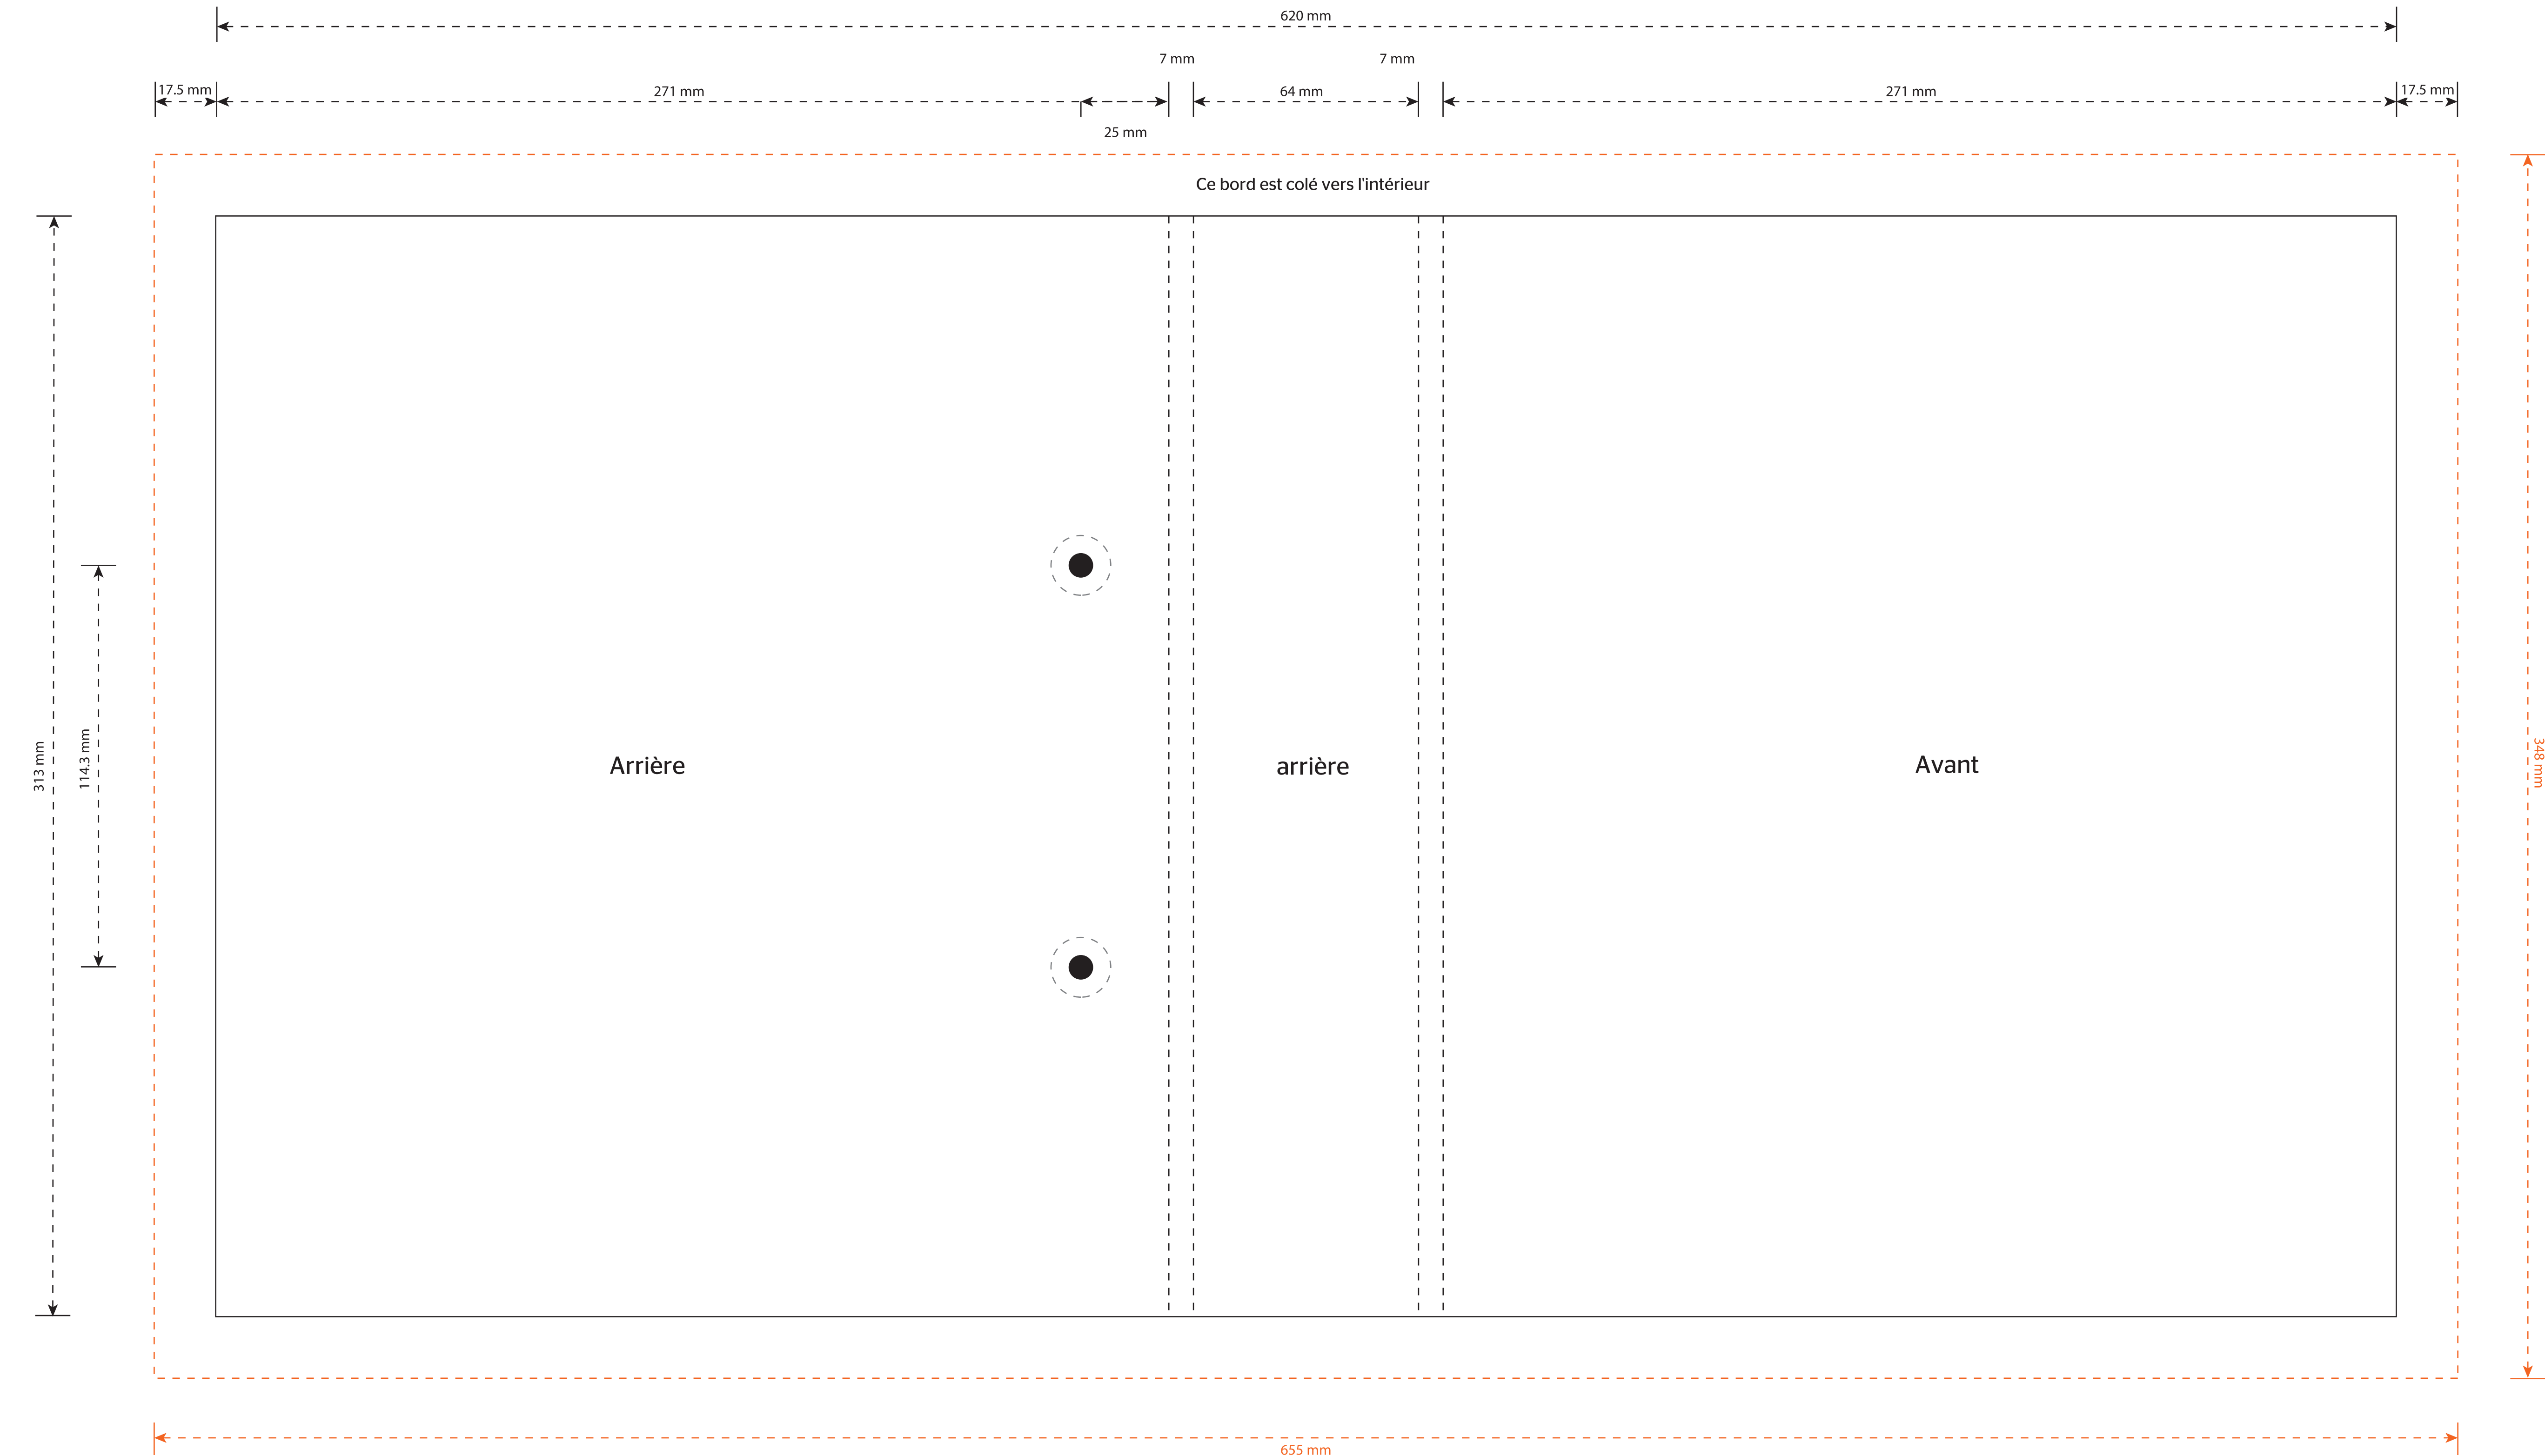 620 mm
7 mm
7 mm
17.5 mm
271 mm
64 mm
271 mm
17.5 mm
25 mm
Ce bord est colé vers l'intérieur
313 mm
114.3 mm
Arrière
arrière
Avant
348 mm
655 mm